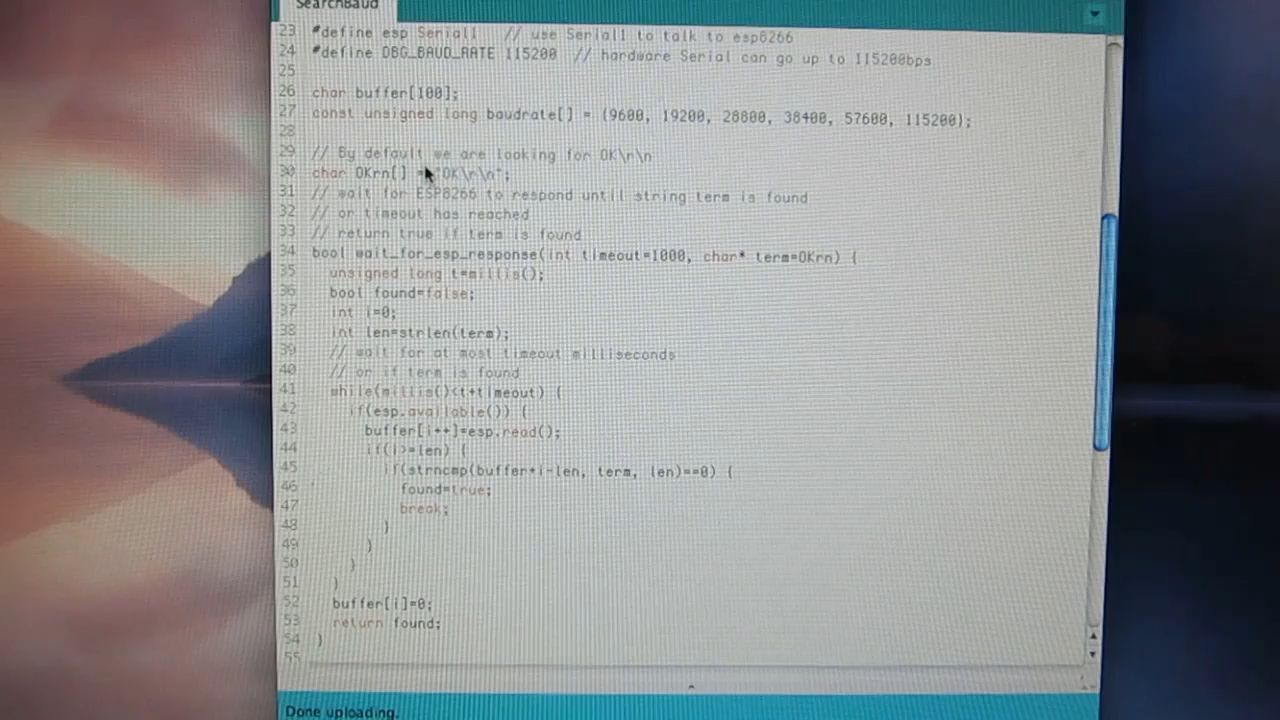 SearchBaud
23 #define esp Serial1 // use Serial1 to talk to esp8266
24 #define DBG_BAUD_RATE 115200 // hardware Serial can go up to 115200bps
25
26 char buffer[100];
27 const unsigned long baudrate[] = {9600, 19200, 28800, 38400, 57600, 115200};
28
29 // By default we are looking for OK\r\n
30 char OKrn[] = "OK\r\n";
31 // wait for ESP8266 to respond until string term is found
32 // or timeout has reached
33 // return true if term is found
34 bool wait_for_esp_response(int timeout=1000, char* term=OKrn) {
35 unsigned long t=millis();
36 bool found=false;
37 int i=0;
38 int len=strlen(term);
39 // wait for at most timeout milliseconds
40 // or if term is found
41 while(millis()<t+timeout) {
42 if(esp.available()) {
43 buffer[i++]=esp.read();
44 if(i>=len) {
45 if(strncmp(buffer+i-len, term, len)==0) {
46 found=true;
47 break;
48 }
49 }
50 }
51 }
52 buffer[i]=0;
53 return found;
54 }
55
Done uploading.